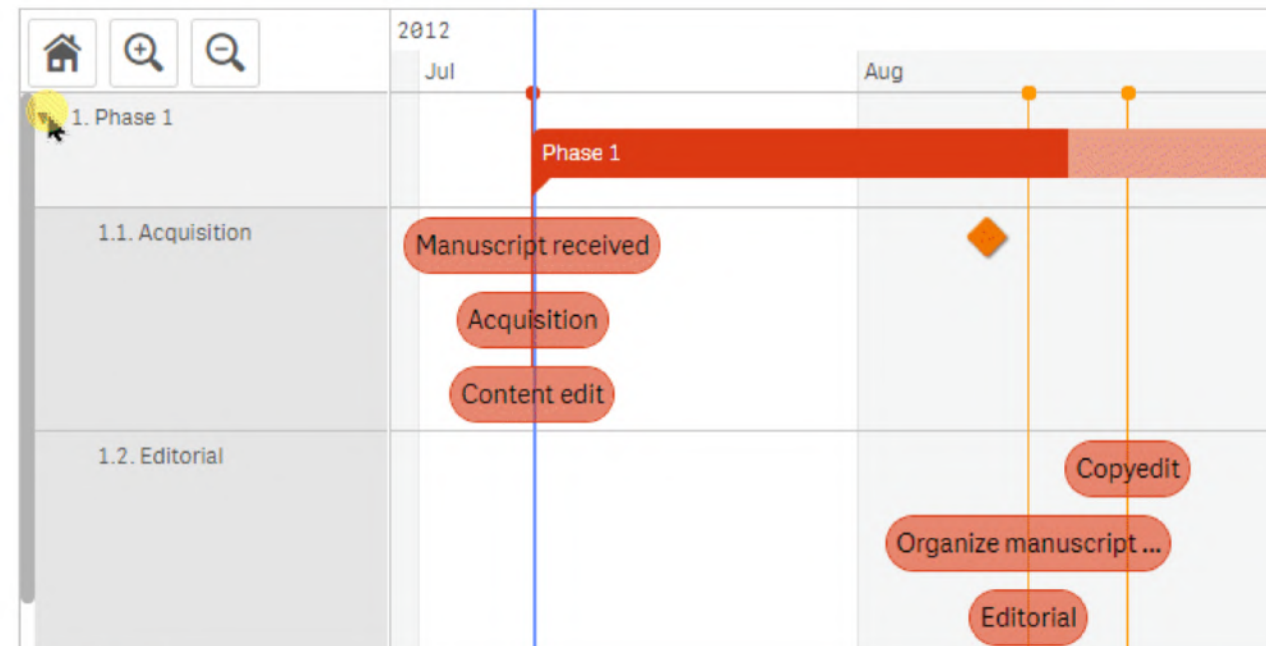 2012
Jul
Aug
1. Phase 1
Phase 1
1.1. Acquisition
Manuscript received
Acquisition
Content edit
1.2. Editorial
Copyedit
Organize manuscript ...
Editorial